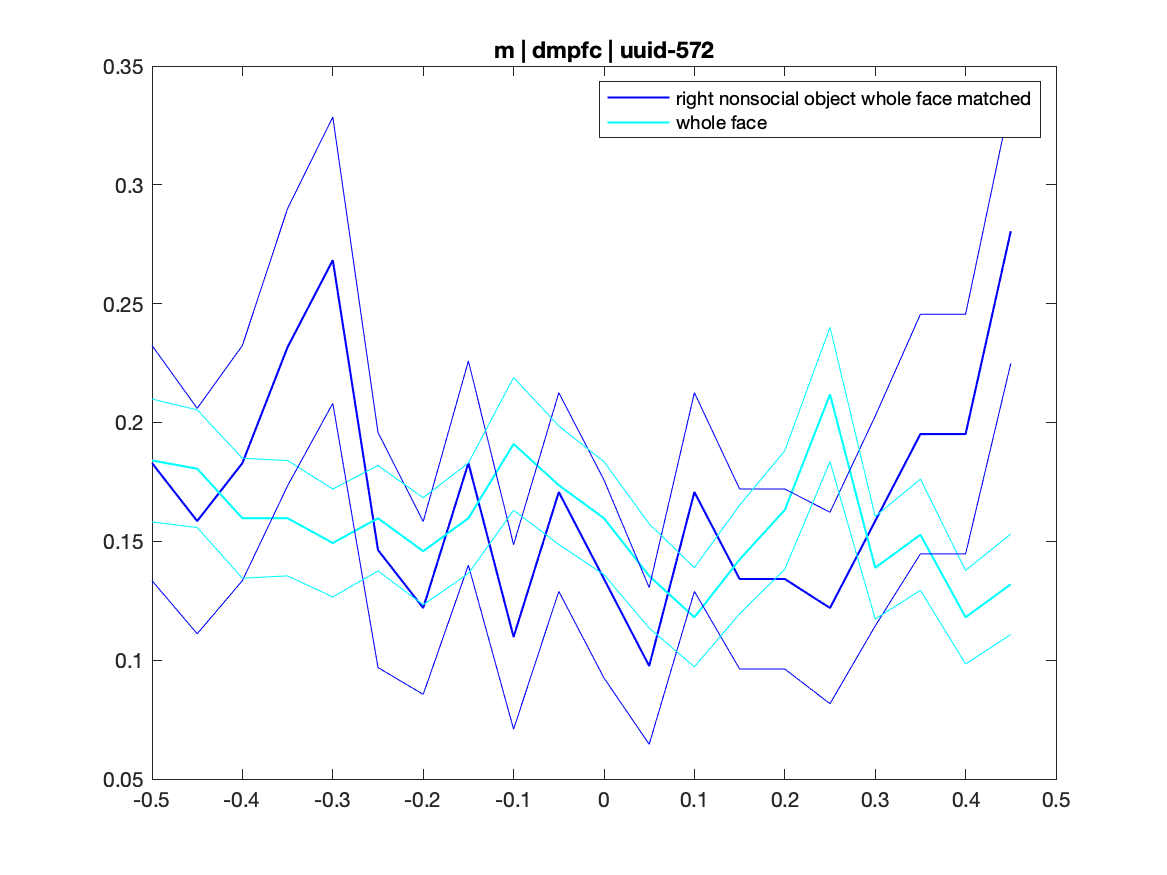 m | dmpfc | uuid-572
right nonsocial object whole face matched
whole face
0.35
0.3
0.25
0.2
0.15
0.1
0.05
-0.5 -0.4 -0.3 -0.2 -0.1 0 0.1 0.2 0.3 0.4 0.5